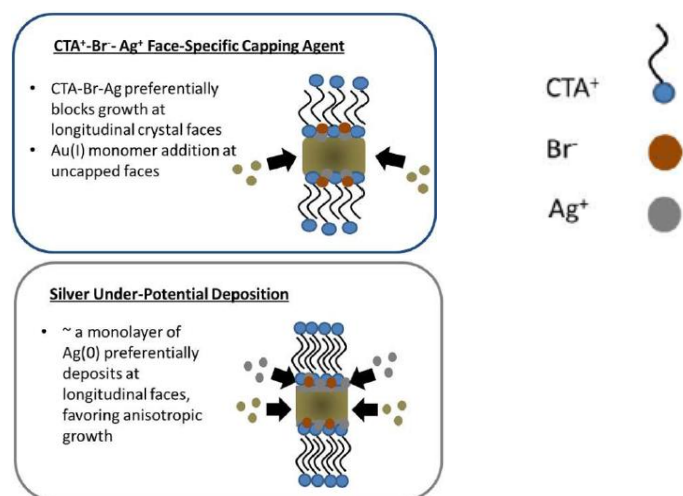 CTA⁺-Br⁻- Ag⁺ Face-Specific Capping Agent
• CTA-Br-Ag preferentially
blocks growth at
longitudinal crystal faces
• Au(I) monomer addition at
uncapped faces
CTA⁺
Br⁻
Ag⁺
Silver Under-Potential Deposition
• ~ a monolayer of
Ag(0) preferentially
deposits at
longitudinal faces,
favoring anisotropic
growth